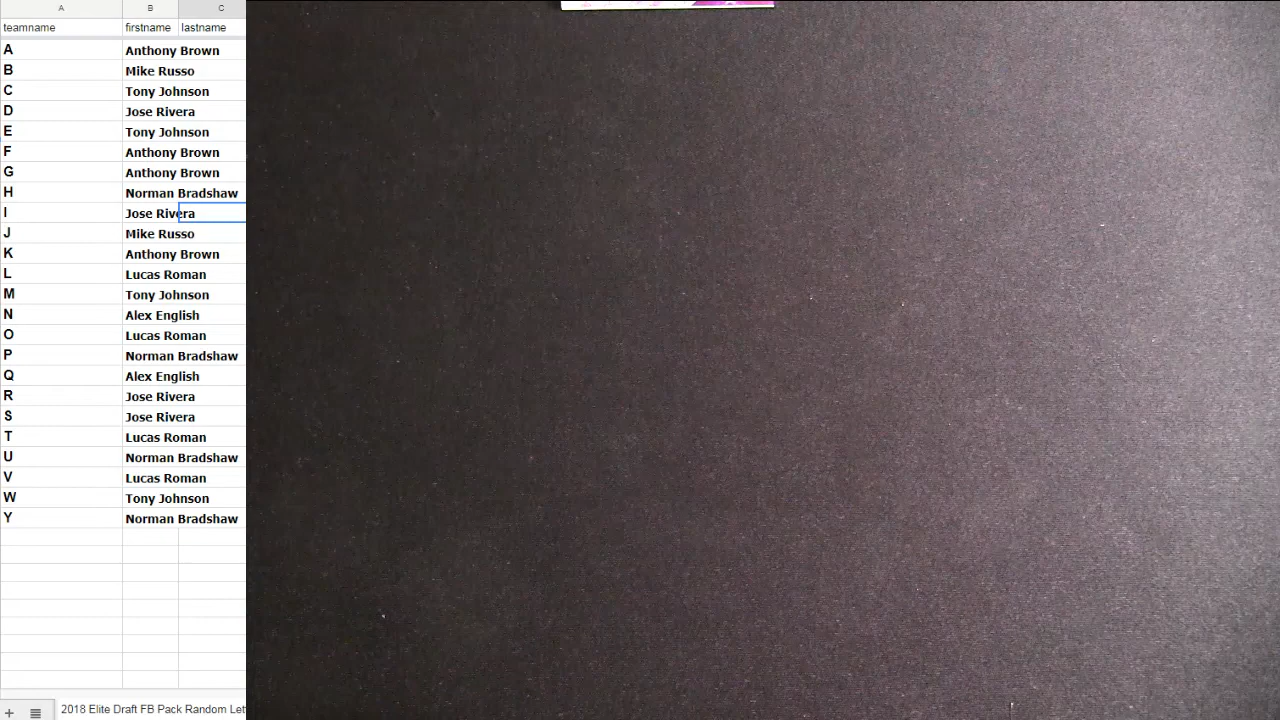 A B C
teamname firstname lastname
A Anthony Brown
B Mike Russo
C Tony Johnson
D Jose Rivera
E Tony Johnson
F Anthony Brown
G Anthony Brown
H Norman Bradshaw
I Jose Rivera
J Mike Russo
K Anthony Brown
L Lucas Roman
M Tony Johnson
N Alex English
O Lucas Roman
P Norman Bradshaw
Q Alex English
R Jose Rivera
S Jose Rivera
T Lucas Roman
U Norman Bradshaw
V Lucas Roman
W Tony Johnson
Y Norman Bradshaw
2018 Elite Draft FB Pack Random Let